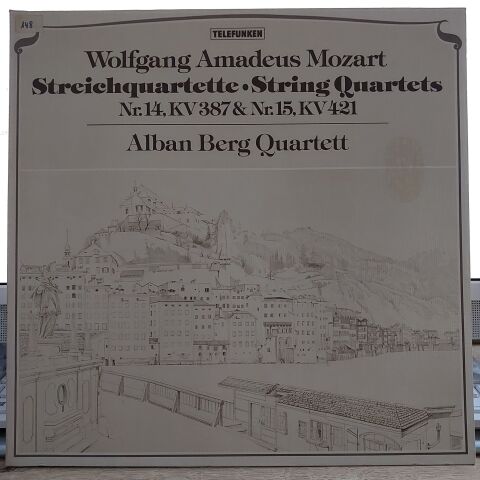 148
TELEFUNKEN
Wolfgang Amadeus Mozart
Streichquartette • String Quartets
Nr. 14, KV 387 & Nr. 15, KV 421
Alban Berg Quartett